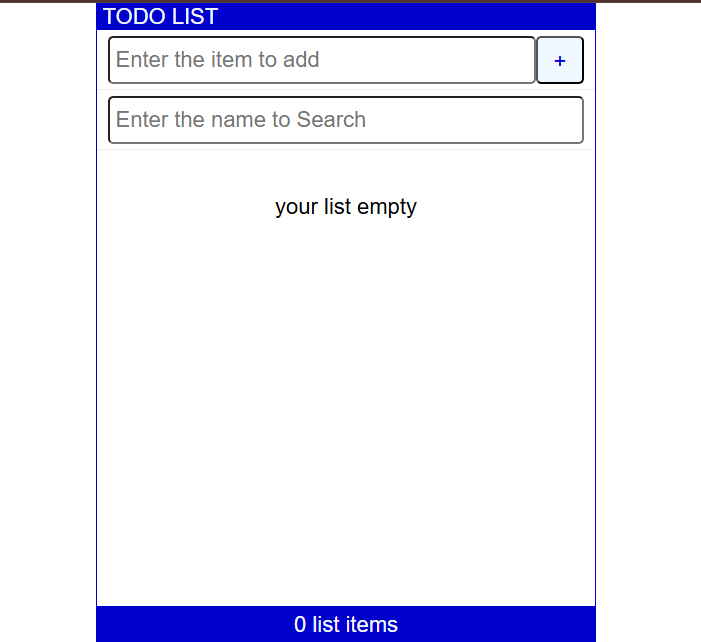 TODO LIST
Enter the item to add
+
Enter the name to Search
your list empty
0 list items